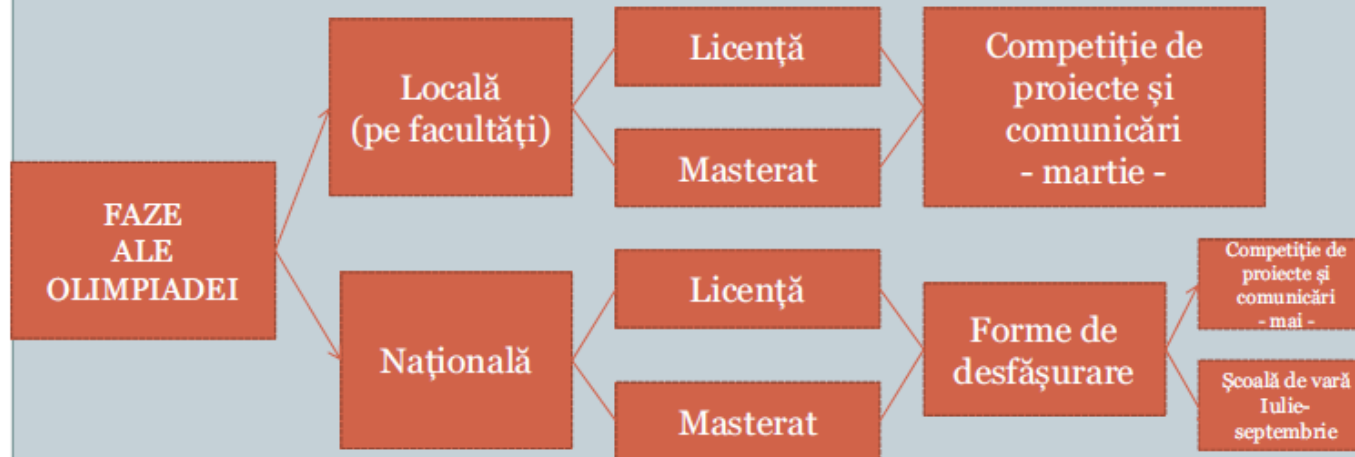 FAZE
ALE
OLIMPIADEI
Locală
(pe facultăți)
Licență
Masterat
Competiție de
proiecte și
comunicări
- martie -
Națională
Licență
Masterat
Forme de
desfășurare
Competiție de
proiecte și
comunicări
- mai -
Școală de vară
Iulie-
septembrie